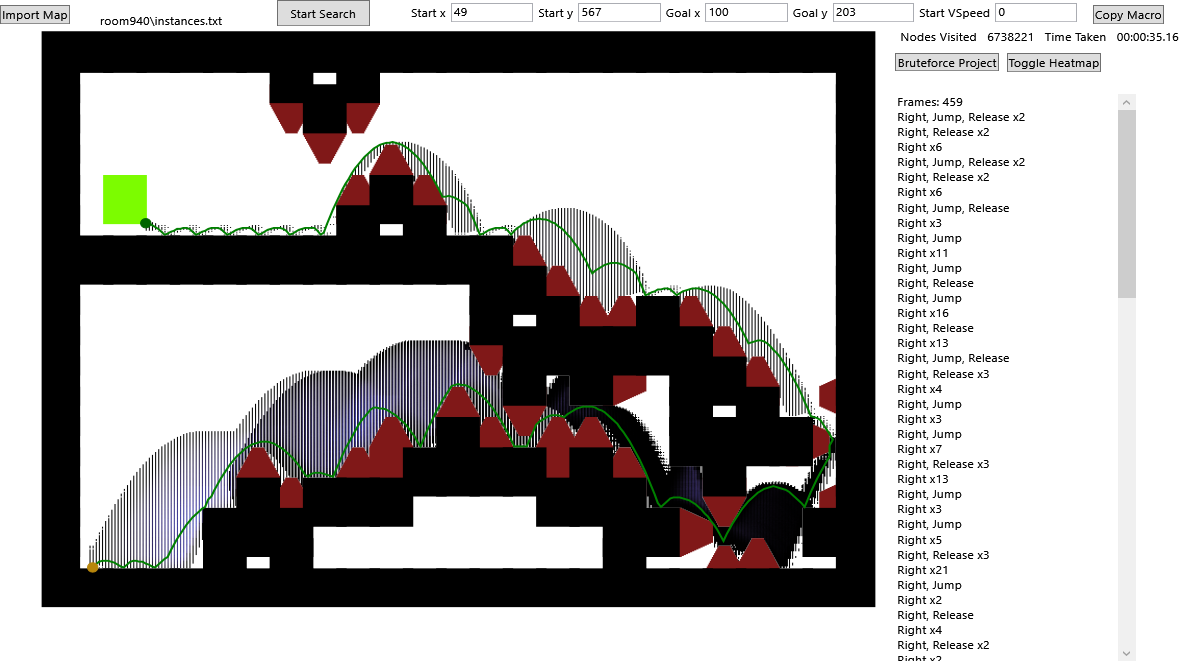 Import Map room940\instances.txt Start Search Start x 49 Start y 567 Goal x 100 Goal y 203 Start VSpeed 0 Copy Macro
Nodes Visited 6738221 Time Taken 00:00:35.16
Bruteforce Project Toggle Heatmap
Frames: 459
Right, Jump, Release x2
Right, Release x2
Right x6
Right, Jump, Release x2
Right, Release x2
Right x6
Right, Jump, Release
Right x3
Right, Jump
Right x11
Right, Jump
Right, Release
Right, Jump
Right x16
Right, Release
Right x13
Right, Jump, Release
Right, Release x3
Right x4
Right, Jump
Right x3
Right, Jump
Right x7
Right, Release x3
Right x13
Right, Jump
Right x3
Right, Jump
Right x5
Right, Release x3
Right x21
Right, Jump
Right x2
Right, Release
Right x4
Right, Release x2
Right x2